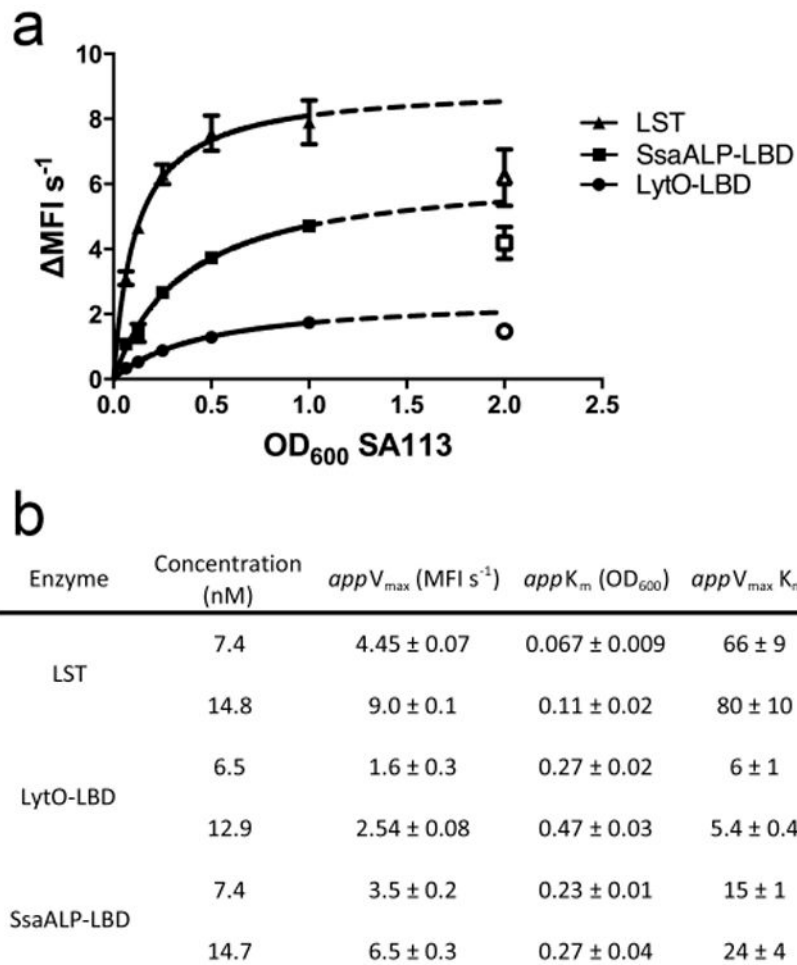 a
10
8
6
4
2
0
ΔMFI s⁻¹
0.0 0.5 1.0 1.5 2.0 2.5
OD₆₀₀ SA113
LST
SsaALP-LBD
LytO-LBD
b
Enzyme Concentration (nM) appVmax (MFI s⁻¹) appKm (OD₆₀₀) appVmax
LST 7.4 4.45 ± 0.07 0.067 ± 0.009 66 ± 9
14.8 9.0 ± 0.1 0.11 ± 0.02 80 ± 10
LytO-LBD 6.5 1.6 ± 0.3 0.27 ± 0.02 6 ± 1
12.9 2.54 ± 0.08 0.47 ± 0.03 5.4 ± 0.4
SsaALP-LBD 7.4 3.5 ± 0.2 0.23 ± 0.01 15 ± 1
14.7 6.5 ± 0.3 0.27 ± 0.04 24 ± 4